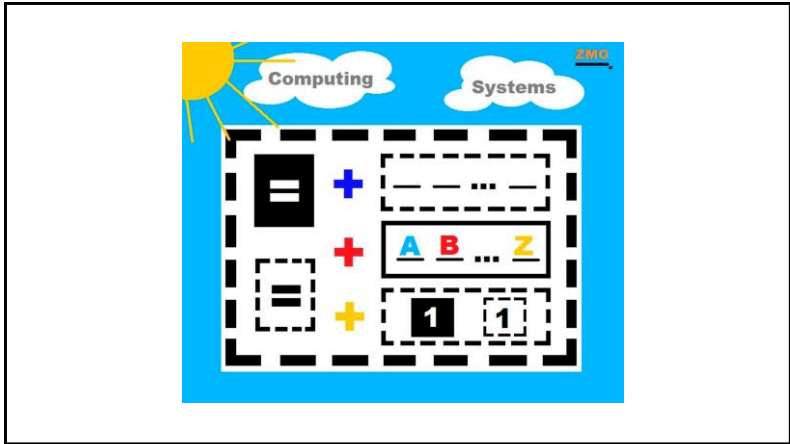 ZMO.
Computing
Systems
= + _ _ ... _
+ A B ... Z
= + 1 1